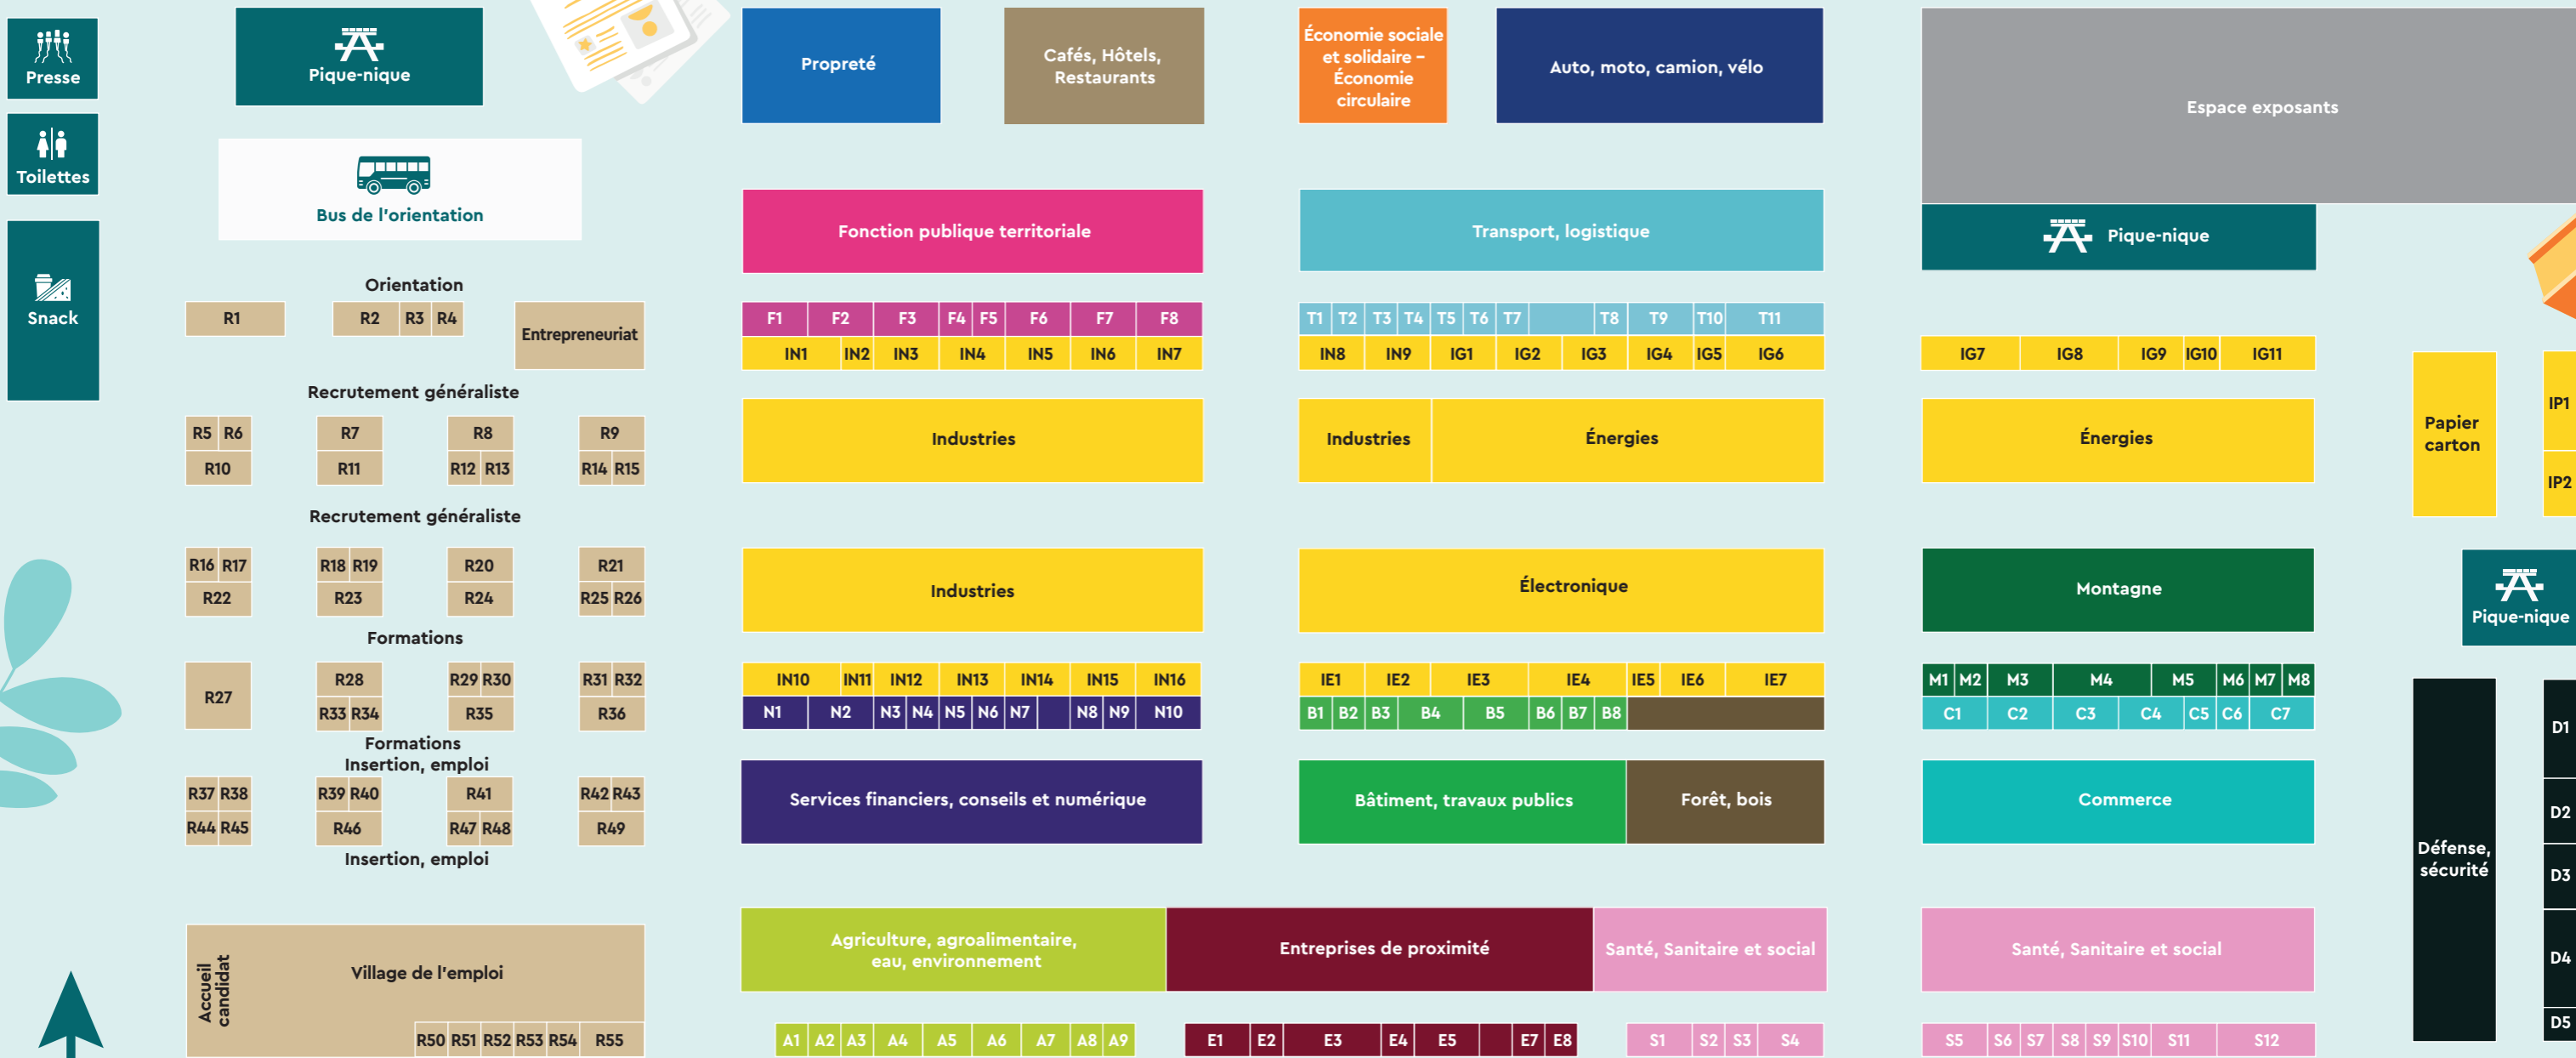 Presse
Toilettes
Snack
Pique-nique
Bus de l'orientation
Orientation
R1 R2 R3 R4
Entrepreneuriat
Recrutement généraliste
R5 R6 R7 R8 R9
R10 R11 R12 R13 R14 R15
Recrutement généraliste
R16 R17 R18 R19 R20 R21
R22 R23 R24 R25 R26
Formations
R27
R28 R29 R30 R31 R32
R33 R34 R35 R36
Formations
Insertion, emploi
R37 R38 R39 R40 R41 R42 R43
R44 R45 R46 R47 R48 R49
Insertion, emploi
Accueil
candidat
Village de l'emploi
R50 R51 R52 R53 R54 R55
Propreté
Cafés, Hôtels,
Restaurants
Fonction publique territoriale
F1 F2 F3 F4 F5 F6 F7 F8
IN1 IN2 IN3 IN4 IN5 IN6 IN7
Industries
Industries
IN10 IN11 IN12 IN13 IN14 IN15 IN16
N1 N2 N3 N4 N5 N6 N7 N8 N9 N10
Services financiers, conseils et numérique
Économie sociale
et solidaire –
Économie
circulaire
Auto, moto, camion, vélo
Transport, logistique
T1 T2 T3 T4 T5 T6 T7 T8 T9 T10 T11
IN8 IN9 IG1 IG2 IG3 IG4 IG5 IG6
Industries
Énergies
Électronique
IE1 IE2 IE3 IE4 IE5 IE6 IE7
B1 B2 B3 B4 B5 B6 B7 B8
Bâtiment, travaux publics
Forêt, bois
Agriculture, agroalimentaire,
eau, environnement
Entreprises de proximité
Santé, Sanitaire et social
A1 A2 A3 A4 A5 A6 A7 A8 A9
E1 E2 E3 E4 E5 E7 E8
S1 S2 S3 S4
Espace exposants
Pique-nique
IG7 IG8 IG9 IG10 IG11
Énergies
Montagne
M1 M2 M3 M4 M5 M6 M7 M8
C1 C2 C3 C4 C5 C6 C7
Commerce
Santé, Sanitaire et social
S5 S6 S7 S8 S9 S10 S11 S12
Papier
carton
IP1
IP2
Pique-nique
Défense,
sécurité
D1
D2
D3
D4
D5